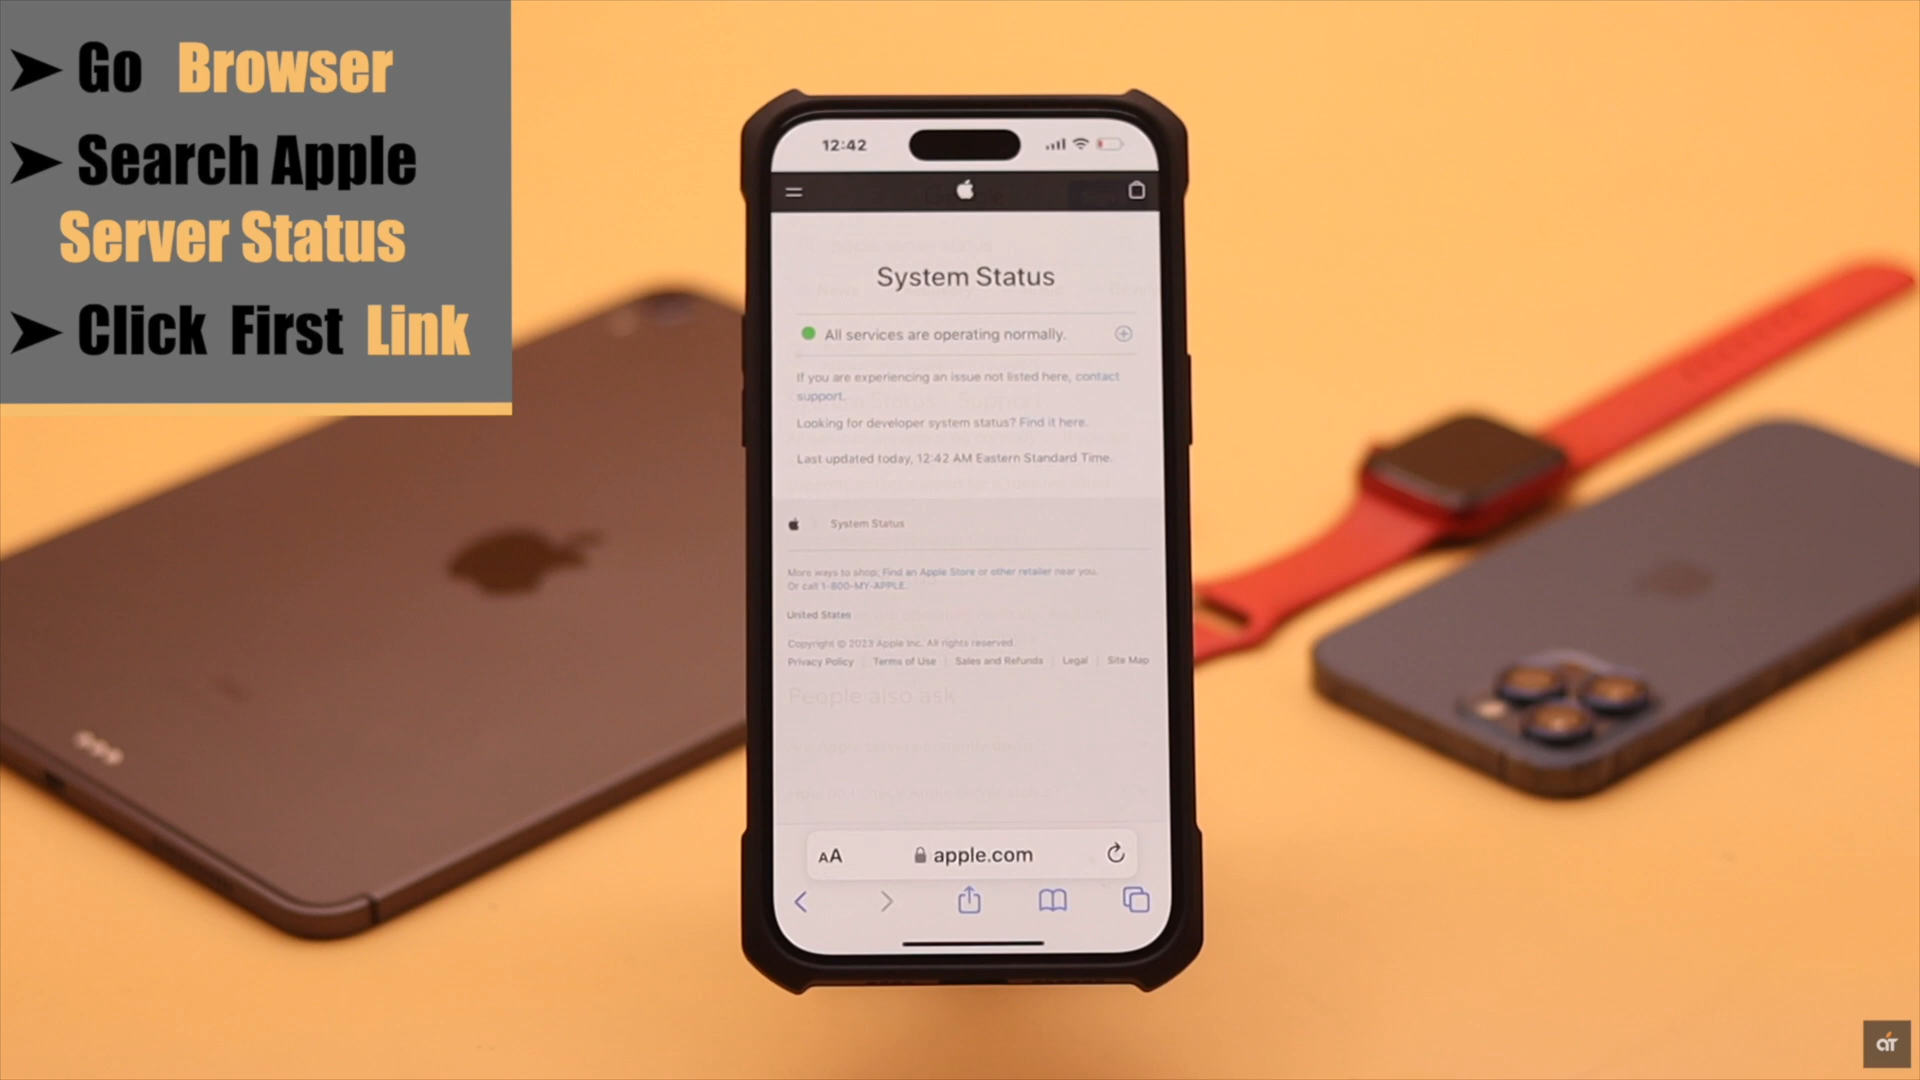 ➤ Go Browser
➤ Search Apple
Server Status
➤ Click First Link
12:42
System Status
All services are operating normally.
If you are experiencing an issue not listed here, contact
support.
Looking for developer system status? Find it here.
Last updated today, 12:42 AM Eastern Standard Time.
System Status
More ways to shop: Find an Apple Store or other retailer near you.
Or call 1-800-MY-APPLE.
United States
Copyright © 2023 Apple Inc. All rights reserved.
Privacy Policy | Terms of Use | Sales and Refunds | Legal | Site Map
People also ask
AA apple.com